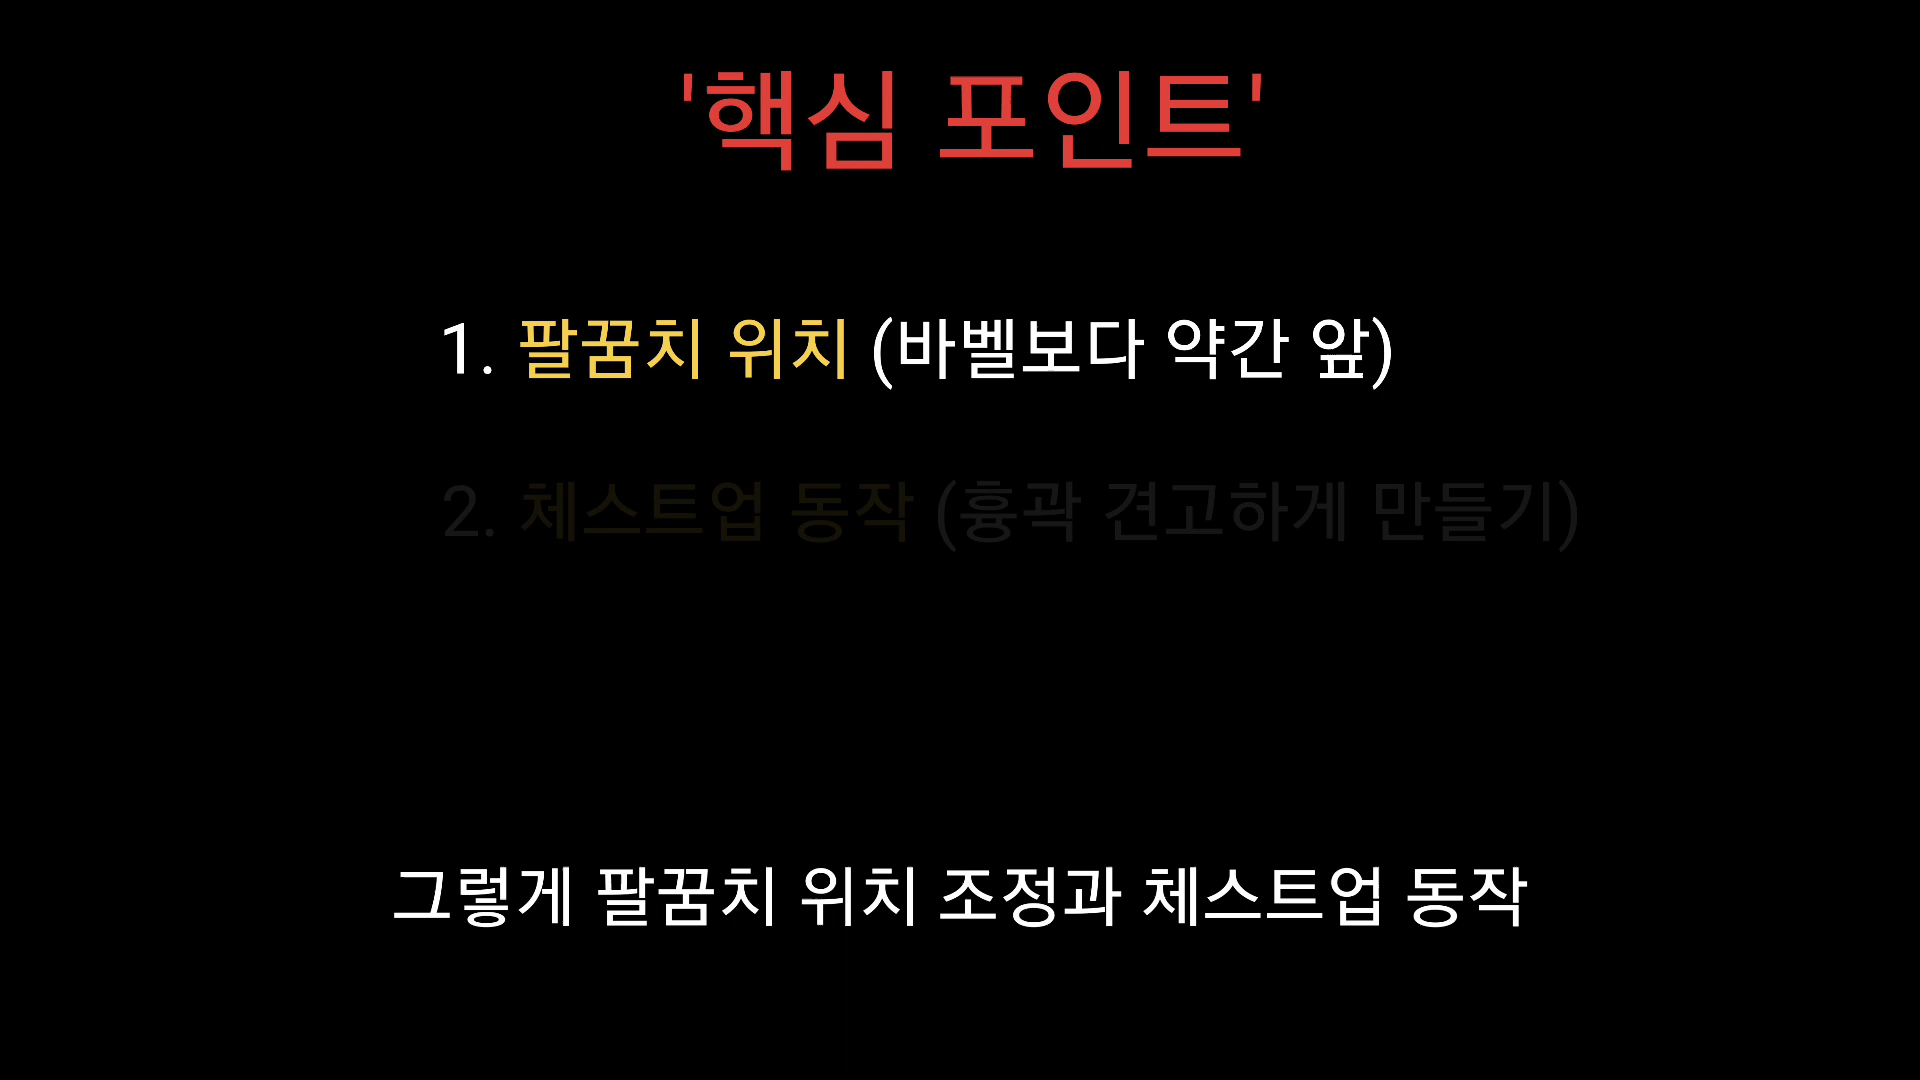 '핵심 포인트'
1. 팔꿈치 위치 (바벨보다 약간 앞)
2. 체스트업 동작 (흉곽 견고하게 만들기)
그렇게 팔꿈치 위치 조정과 체스트업 동작